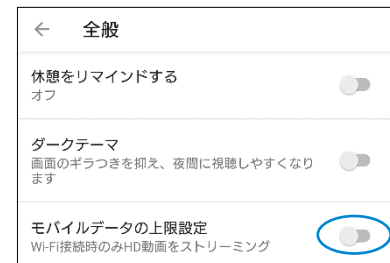 全般
休憩をリマインドする
オフ
ダークテーマ
画面のギラつきを抑え、夜間に視聴しやすくなり
ます
モバイルデータの上限設定
Wi-Fi接続時のみHD動画をストリーミング